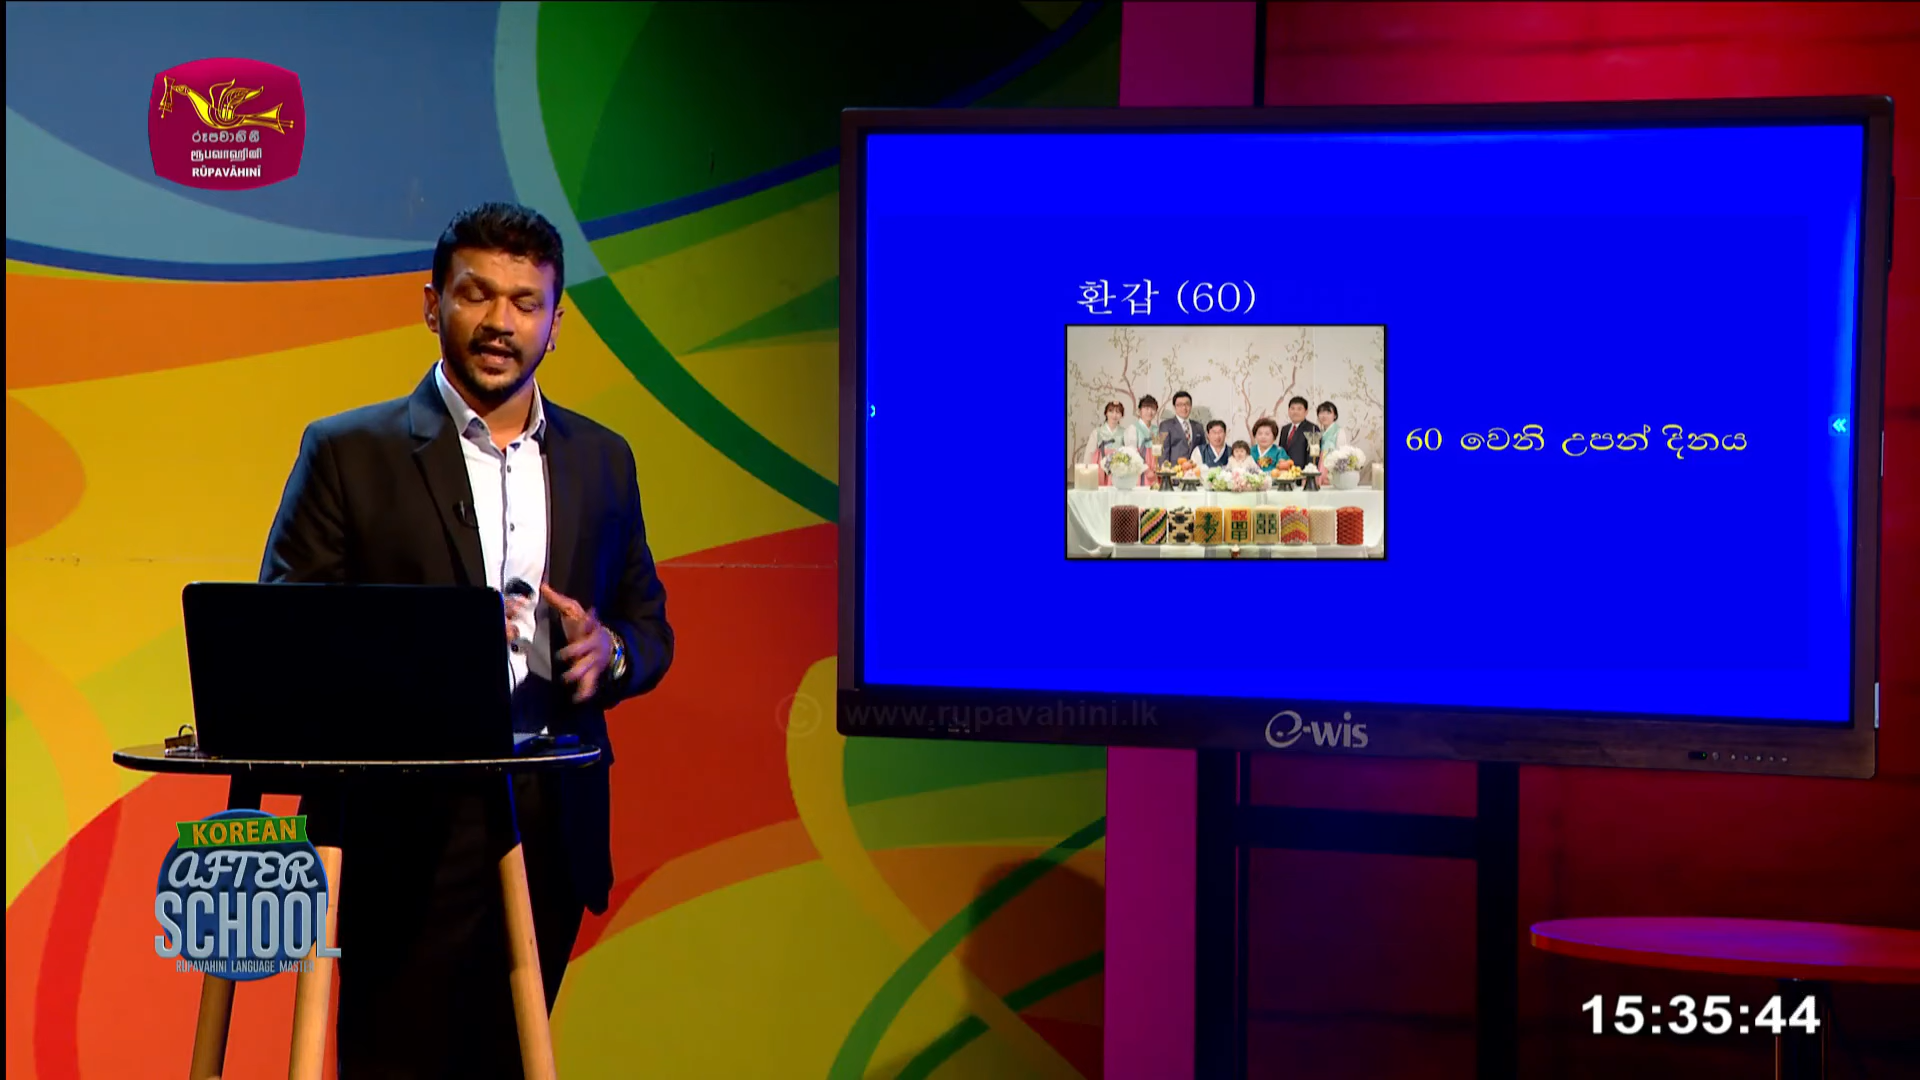 රූපවාහිනී
ரூபவாஹினி
RŪPAVĀHINĪ
환갑 (60)
60 වෙනි උපන් දිනය
© www.rupavahini.lk
e-wis
KOREAN
AFTER
SCHOOL
RUPAVAHINI LANGUAGE MASTER
15:35:44